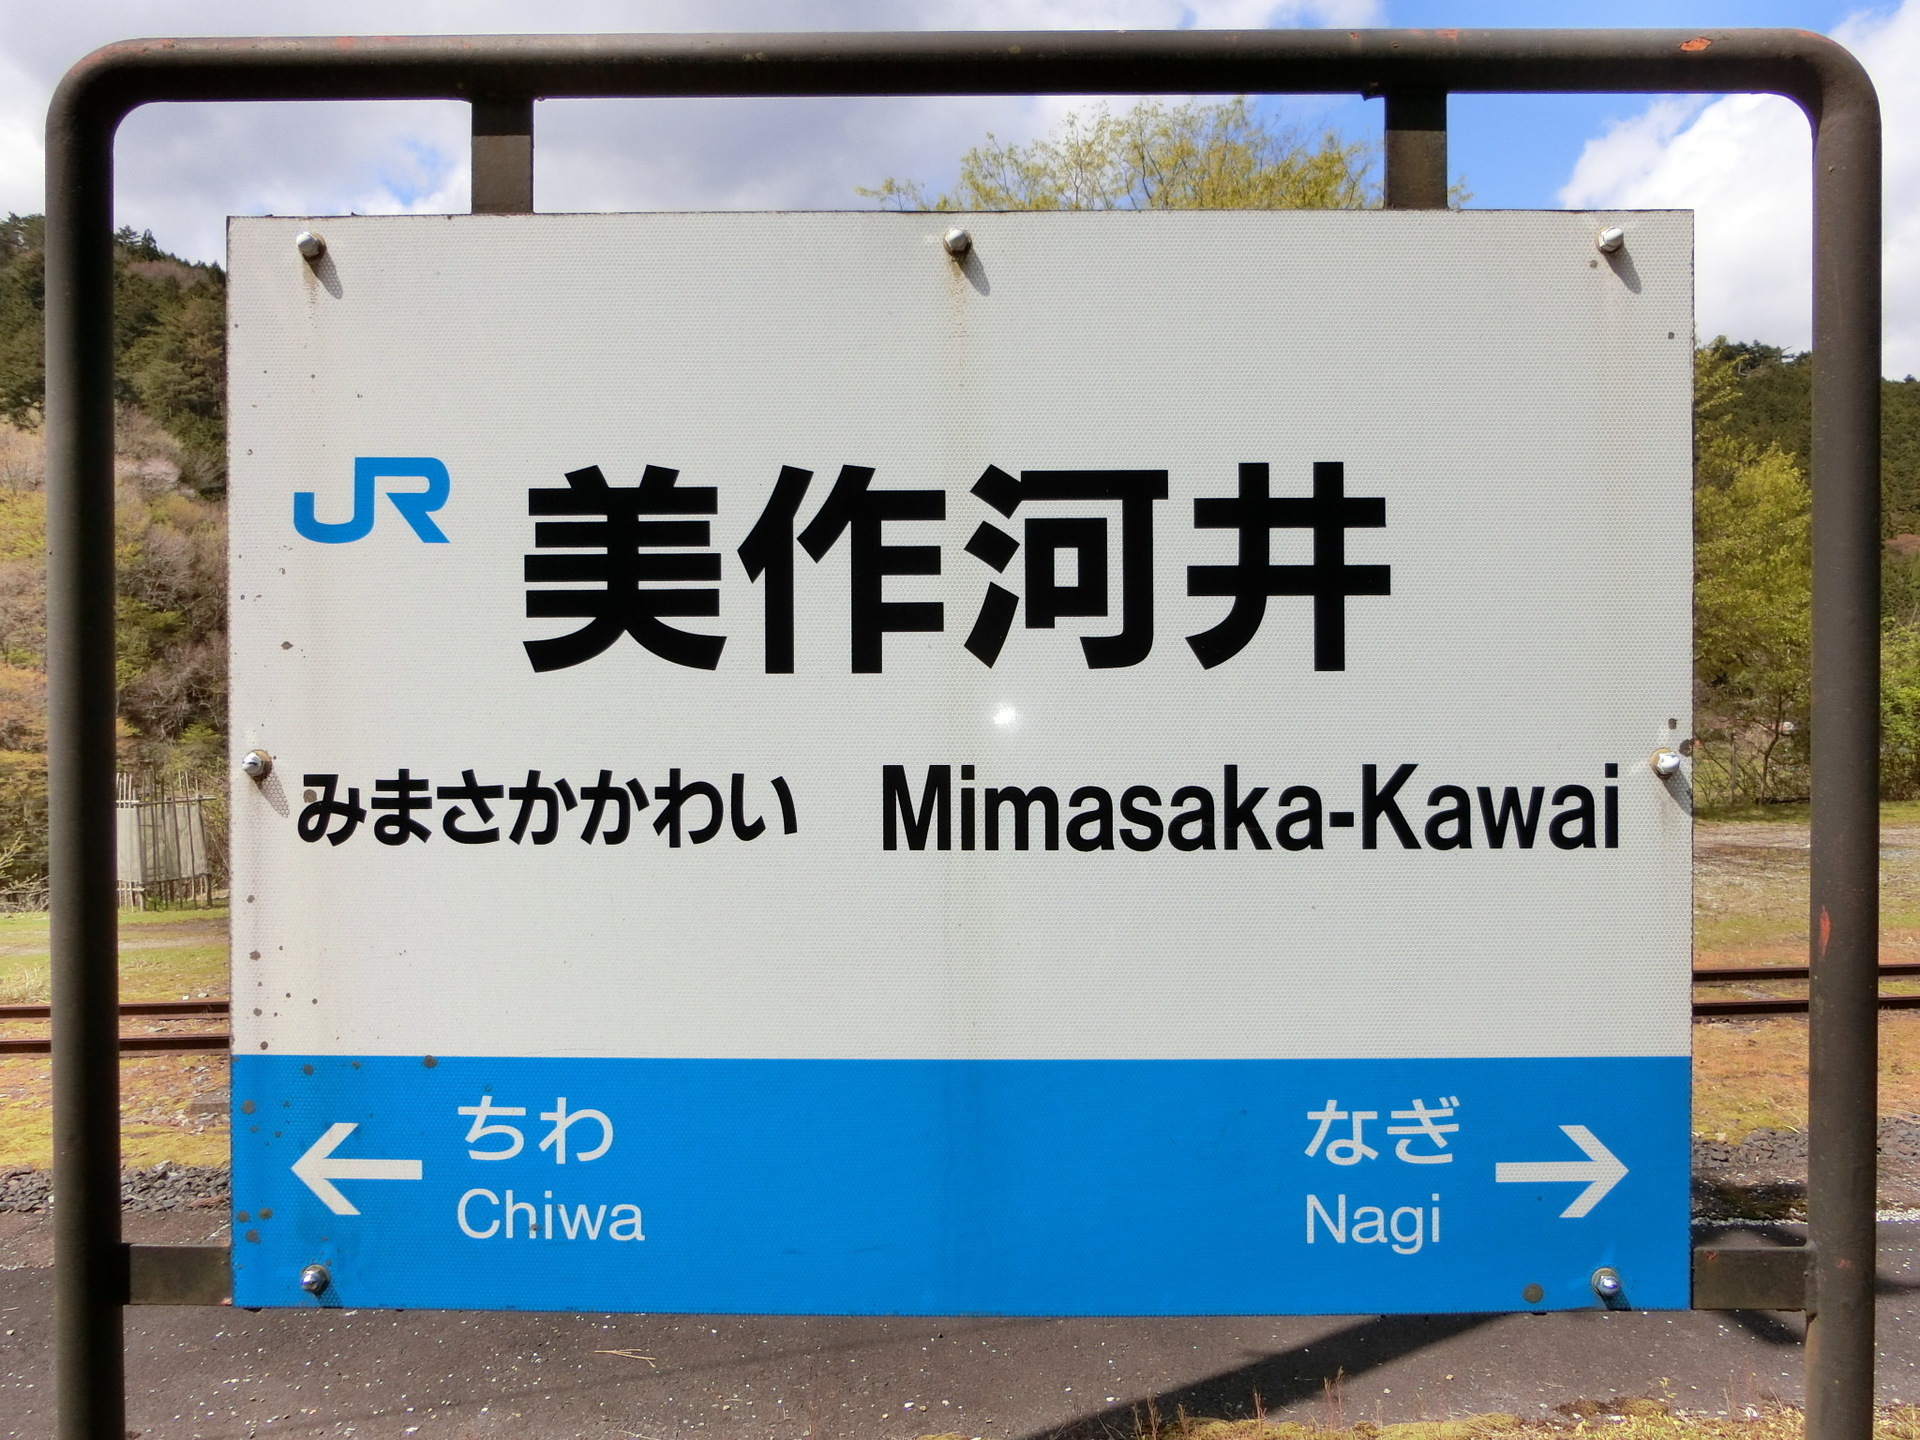 JR 美作河井
みまさかかわい Mimasaka-Kawai
← ちわ
Chiwa
なぎ →
Nagi